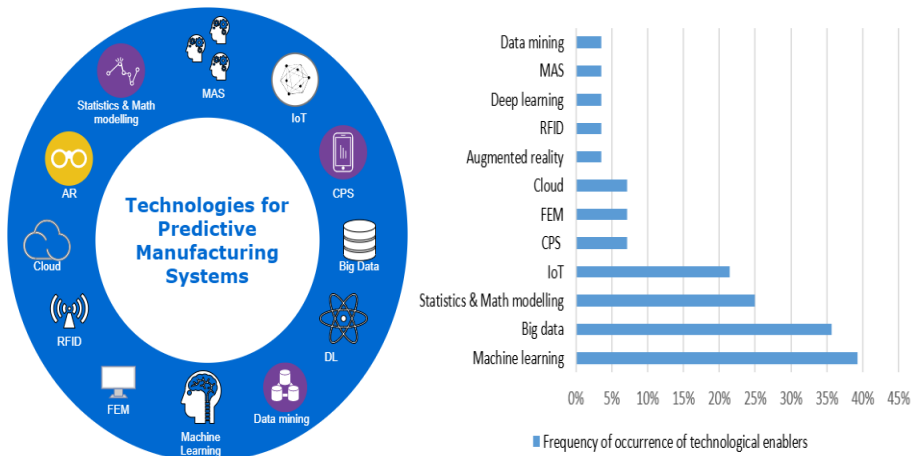 MAS
IoT
CPS
Big Data
DL
Data mining
Machine
Learning
FEM
RFID
Cloud
AR
Statistics & Math
modelling
Technologies for
Predictive
Manufacturing
Systems
Data mining
MAS
Deep learning
RFID
Augmented reality
Cloud
FEM
CPS
IoT
Statistics & Math modelling
Big data
Machine learning
0% 5% 10% 15% 20% 25% 30% 35% 40% 45%
Frequency of occurrence of technological enablers